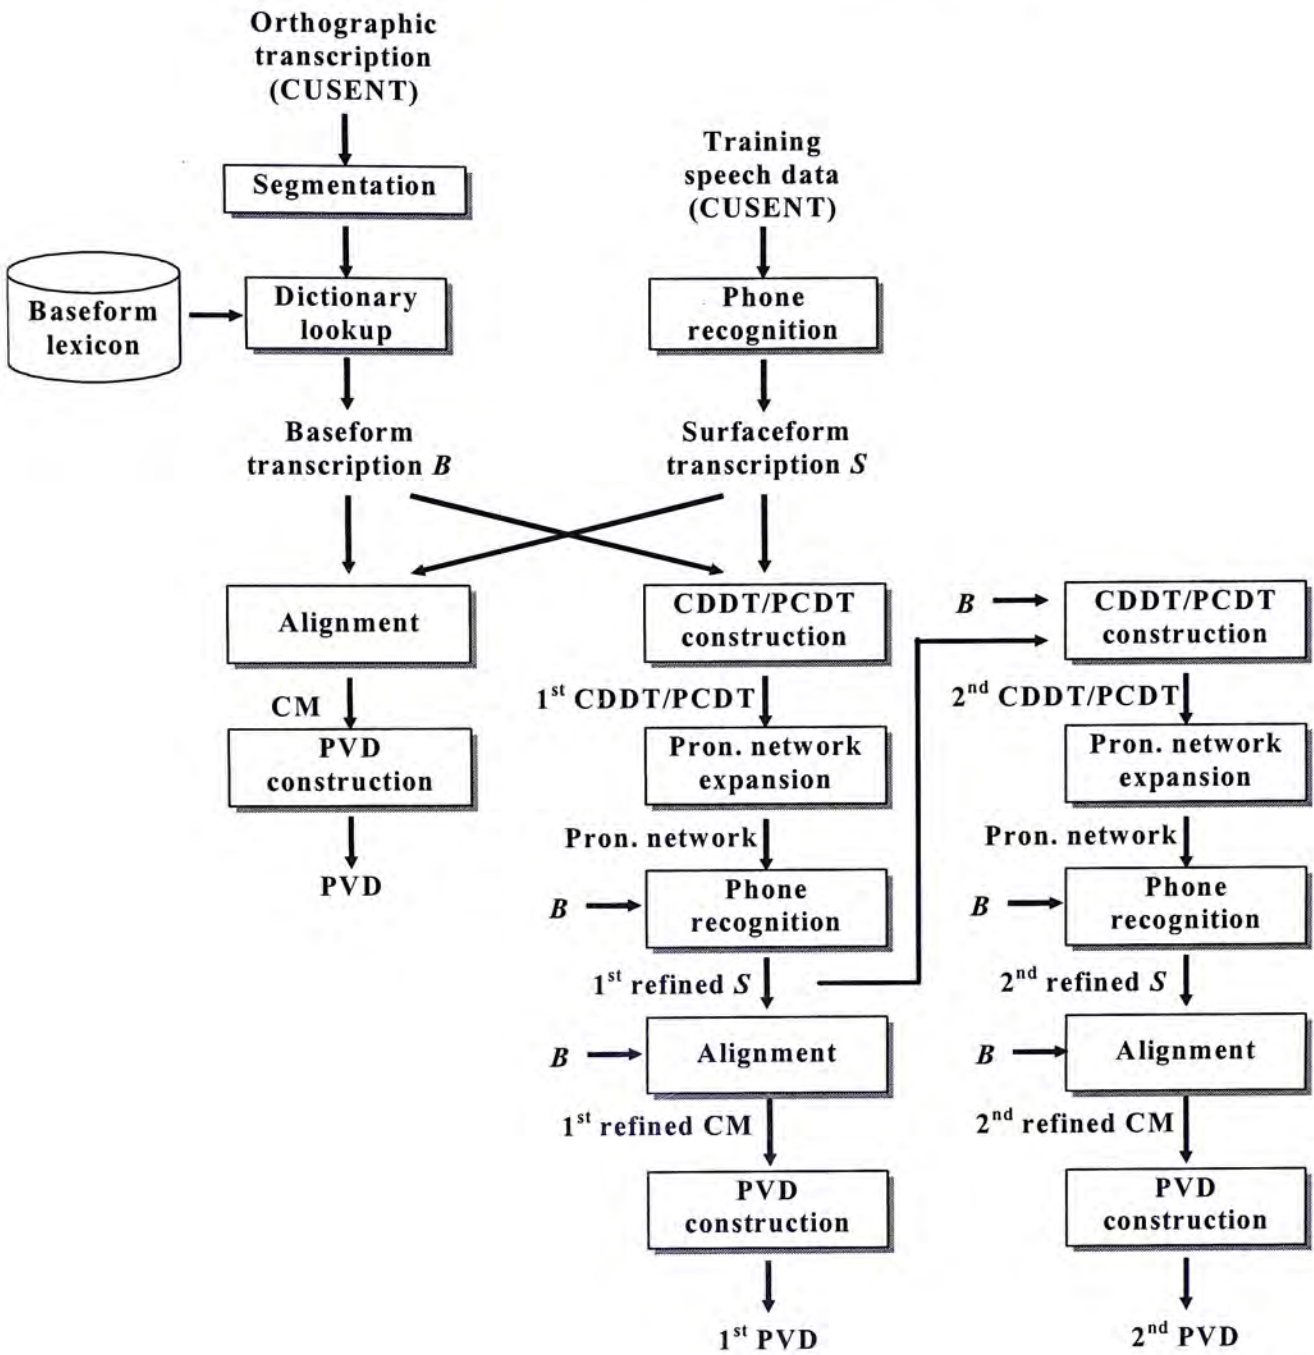 Orthographic
transcription
(CUSENT)
Segmentation
Baseform
lexicon
Dictionary
lookup
Baseform
transcription B
Training
speech data
(CUSENT)
Phone
recognition
Surfaceform
transcription S
Alignment
CM
PVD
construction
PVD
CDDT/PCDT
construction
1st CDDT/PCDT
Pron. network
expansion
Pron. network
B
Phone
recognition
1st refined S
B
Alignment
1st refined CM
PVD
construction
1st PVD
B
CDDT/PCDT
construction
2nd CDDT/PCDT
Pron. network
expansion
Pron. network
B
Phone
recognition
2nd refined S
B
Alignment
2nd refined CM
PVD
construction
2nd PVD